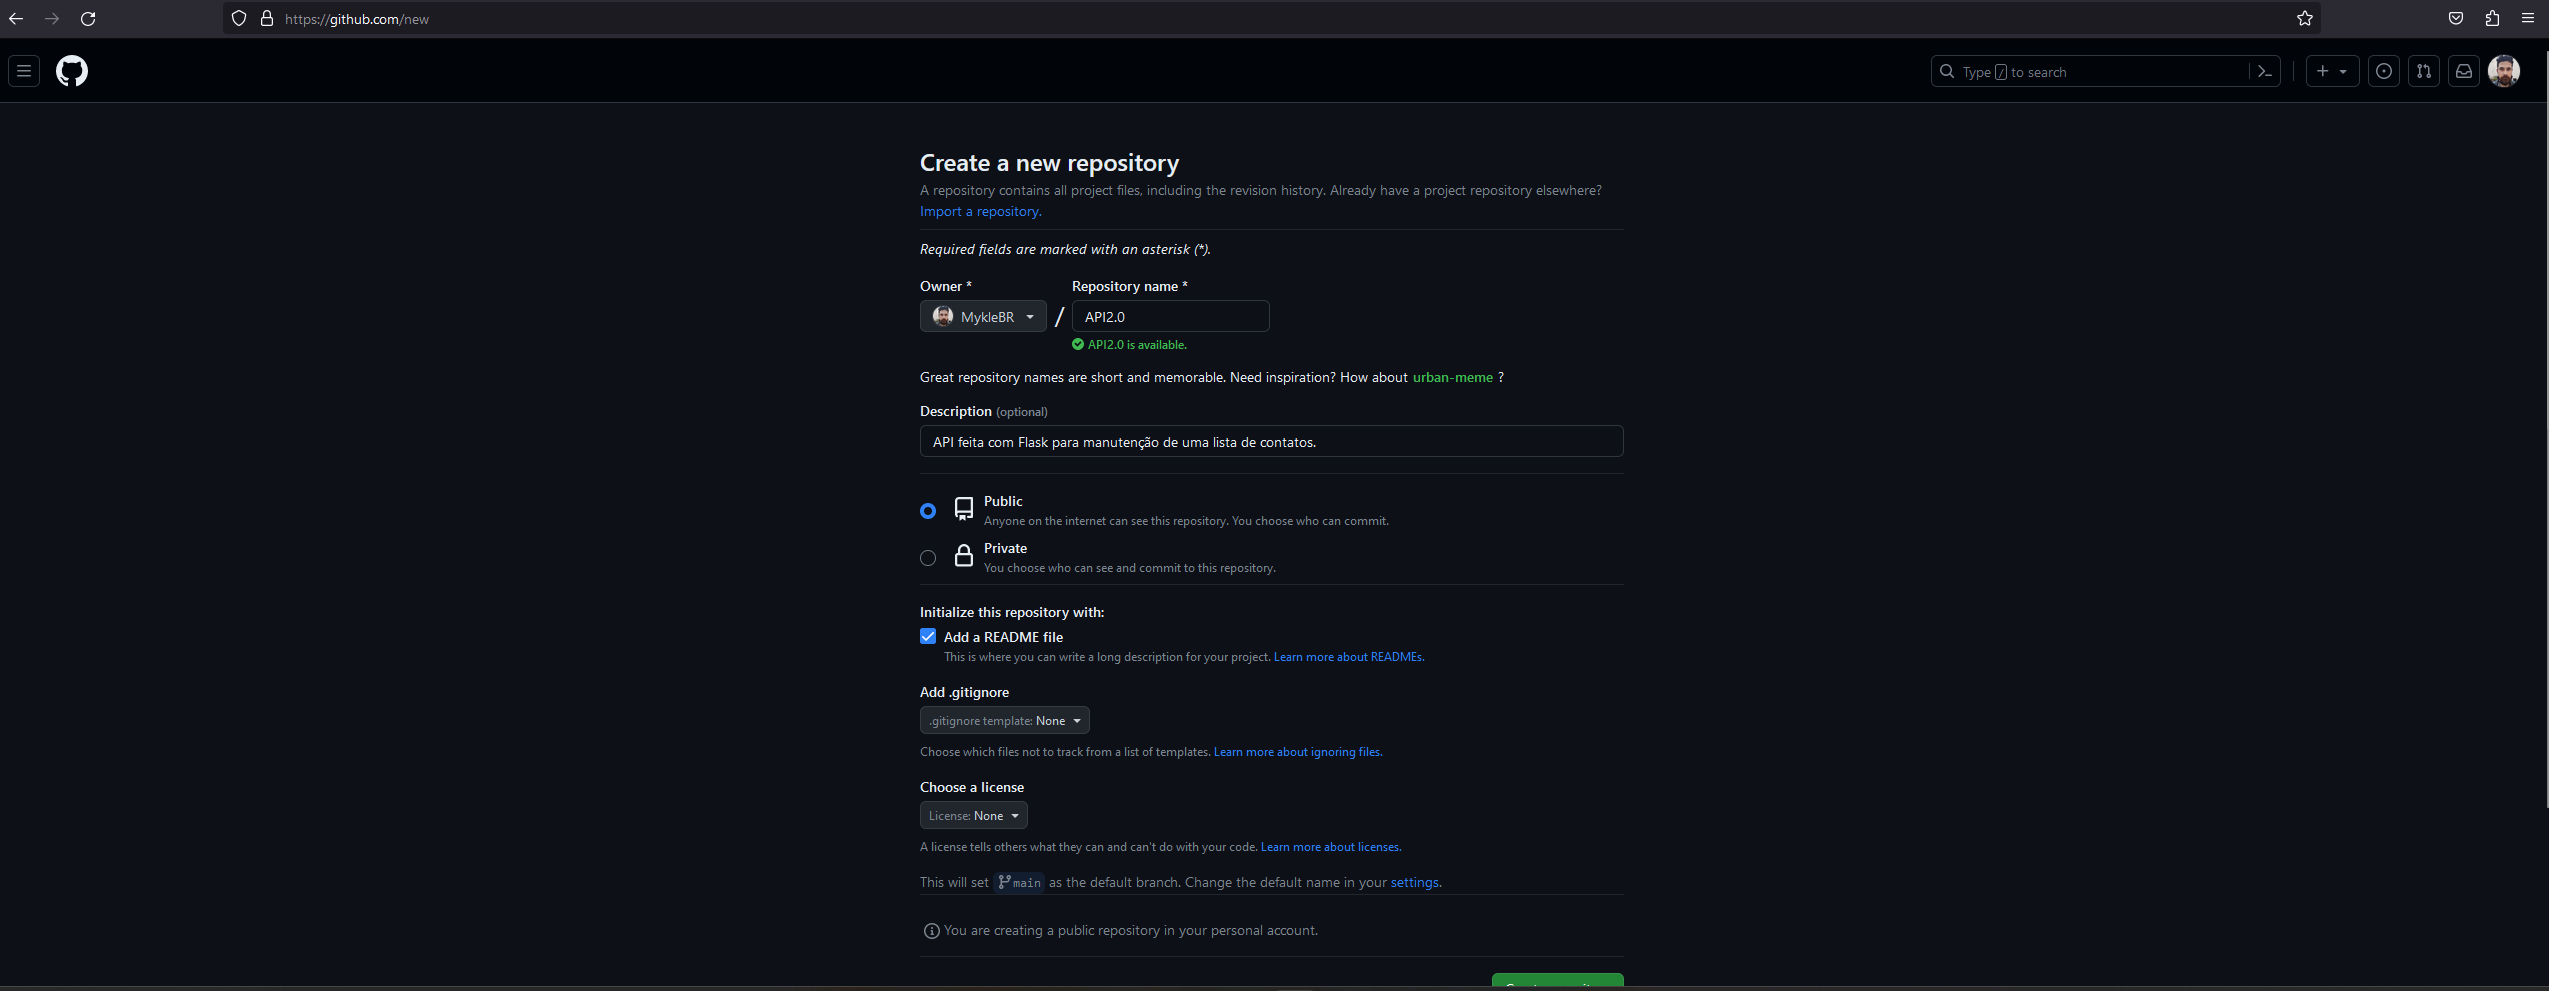 https://github.com/new
Type / to search
Create a new repository
A repository contains all project files, including the revision history. Already have a project repository elsewhere?
Import a repository.
Required fields are marked with an asterisk (*).
Owner *
Repository name *
MykleBR
/
API2.0
API2.0 is available.
Great repository names are short and memorable. Need inspiration? How about urban-meme ?
Description (optional)
API feita com Flask para manutenção de uma lista de contatos.
Public
Anyone on the internet can see this repository. You choose who can commit.
Private
You choose who can see and commit to this repository.
Initialize this repository with:
Add a README file
This is where you can write a long description for your project. Learn more about READMEs.
Add .gitignore
.gitignore template: None
Choose which files not to track from a list of templates. Learn more about ignoring files.
Choose a license
License: None
A license tells others what they can and can't do with your code. Learn more about licenses.
This will set main as the default branch. Change the default name in your settings.
You are creating a public repository in your personal account.